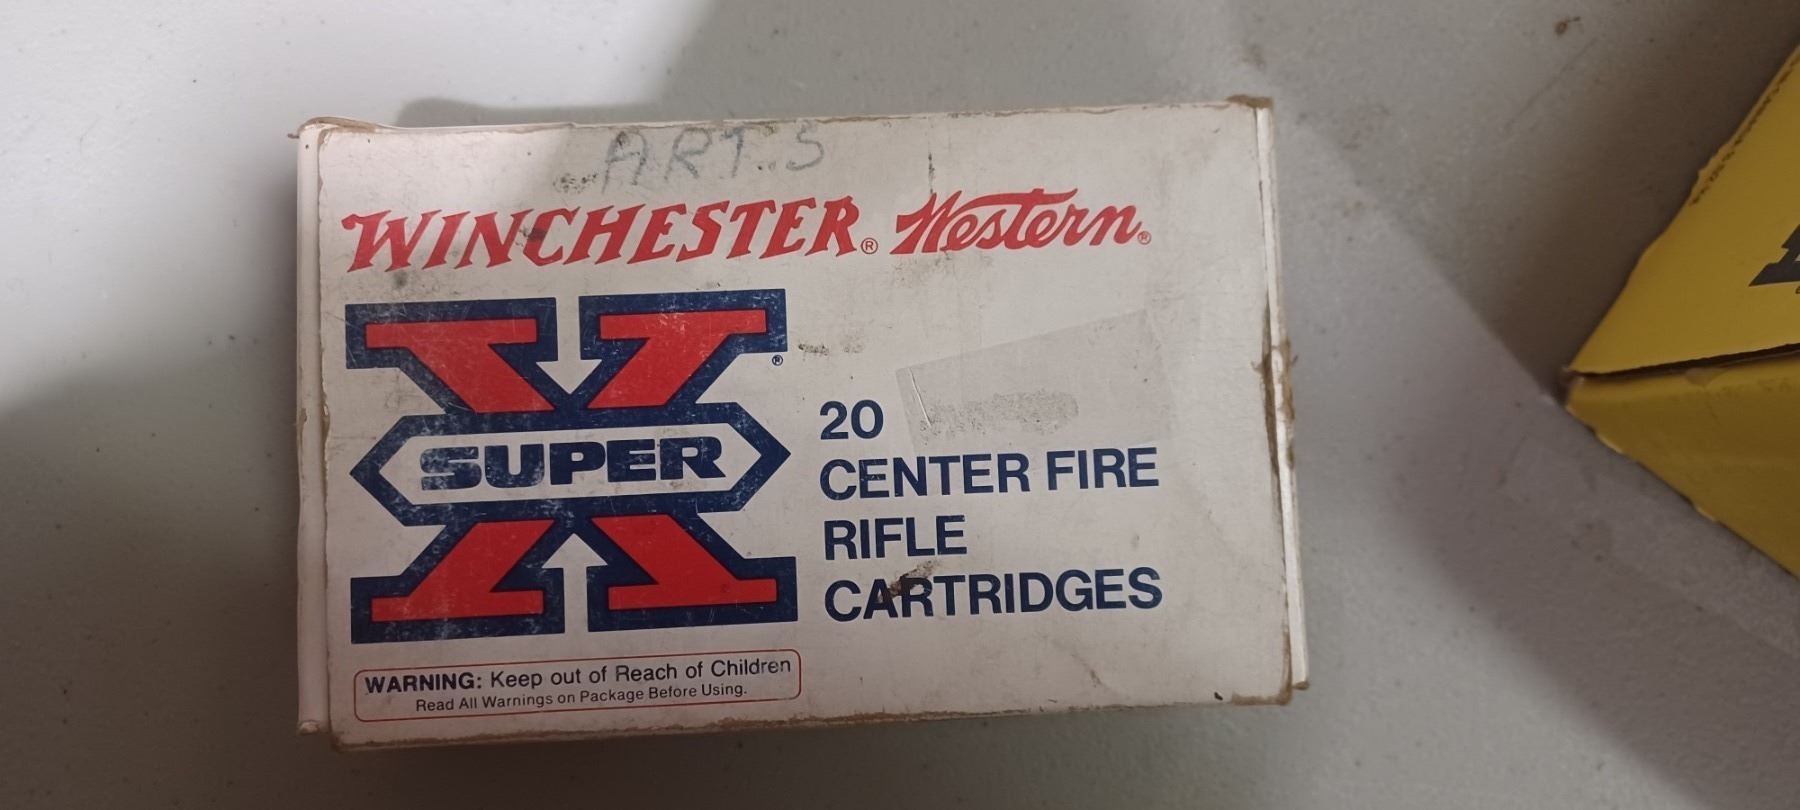 ART.S
WINCHESTER® Western®
X®
SUPER
20
CENTER FIRE
RIFLE
CARTRIDGES
WARNING: Keep out of Reach of Children
Read All Warnings on Package Before Using.